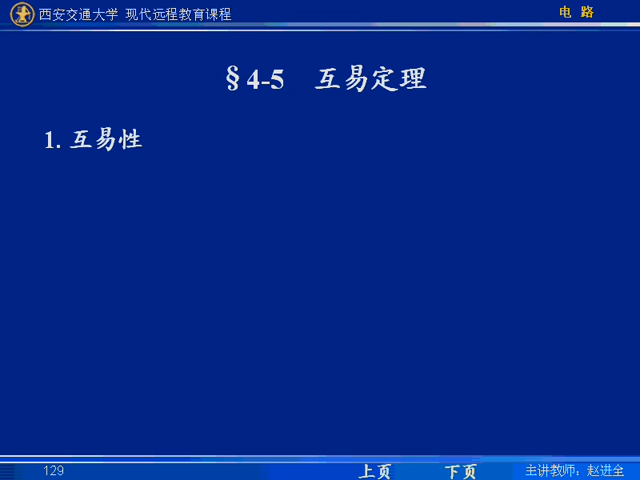 西安交通大学 现代远程教育课程
电 路
§4-5 互易定理
1. 互易性
129
上页
下页
主讲教师：赵进全